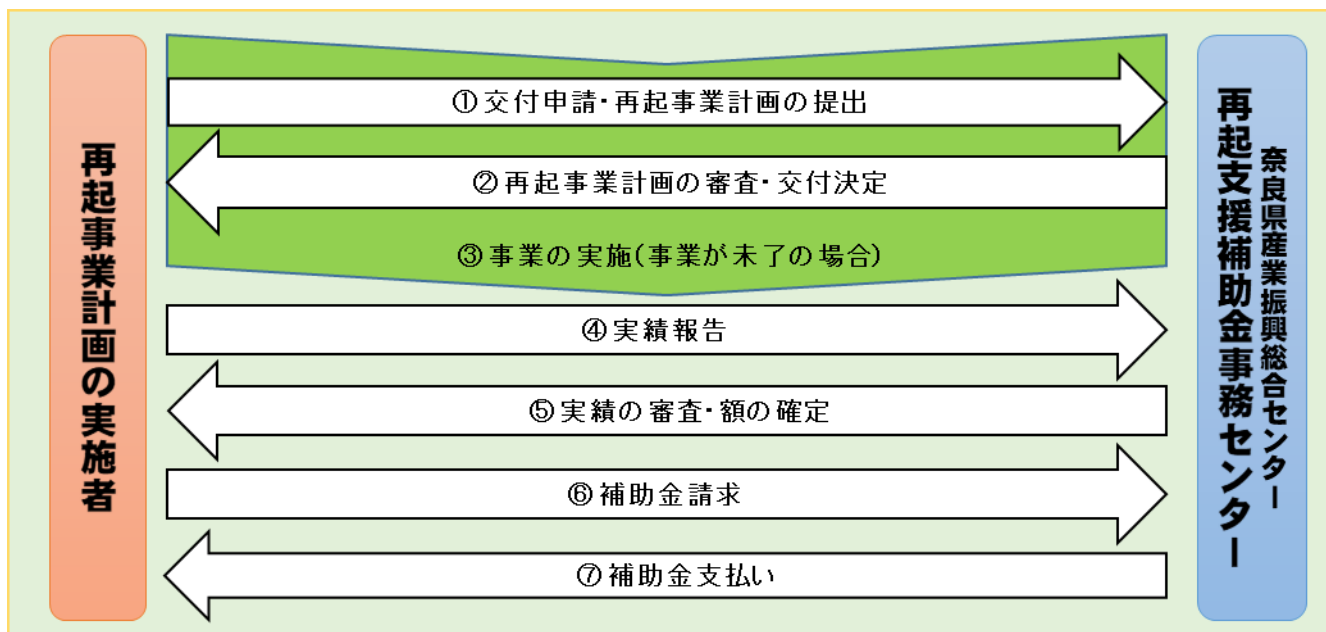 再起事業計画の実施者
①交付申請・再起事業計画の提出
②再起事業計画の審査・交付決定
③事業の実施(事業が未了の場合)
④実績報告
⑤実績の審査・額の確定
⑥補助金請求
⑦補助金支払い
奈良県産業振興総合センター
再起支援補助金事務センター